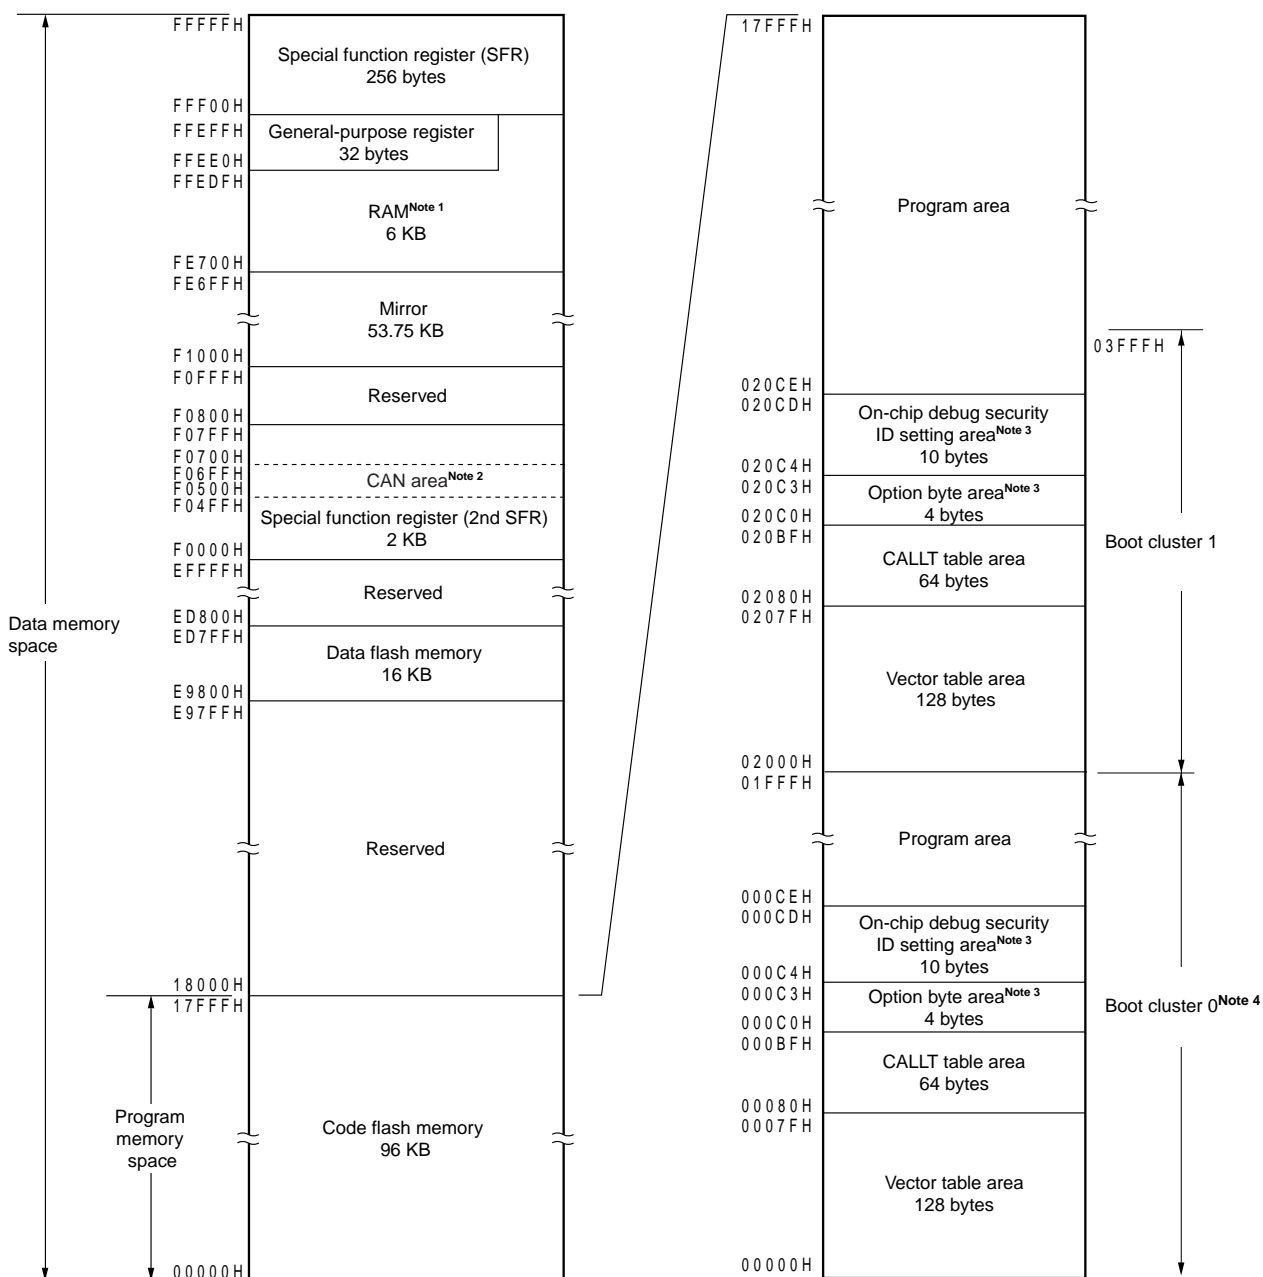 FFFFFH
Special function register (SFR)
256 bytes
FFF00H
FFEFFH
General-purpose register
32 bytes
FFEE0H
FFEDFH
RAMNote 1
6 KB
FE700H
FE6FFH
Mirror
53.75 KB
F1000H
F0FFFH
Reserved
F0800H
F07FFH
F0700H
F06FFH
CAN areaNote 2
F0500H
F04FFH
Special function register (2nd SFR)
2 KB
F0000H
EFFFFH
Reserved
ED800H
ED7FFH
Data memory
space
Data flash memory
16 KB
E9800H
E97FFH
Reserved
18000H
17FFFH
Program
memory
space
Code flash memory
96 KB
00000H
17FFFH
Program area
03FFFH
020CEH
020CDH
On-chip debug security
ID setting areaNote 3
10 bytes
020C4H
020C3H
Option byte areaNote 3
4 bytes
020C0H
020BFH
Boot cluster 1
CALLT table area
64 bytes
02080H
0207FH
Vector table area
128 bytes
02000H
01FFFH
Program area
000CEH
000CDH
On-chip debug security
ID setting areaNote 3
10 bytes
000C4H
000C3H
Option byte areaNote 3
4 bytes
Boot cluster 0Note 4
000C0H
000BFH
CALLT table area
64 bytes
00080H
0007FH
Vector table area
128 bytes
00000H